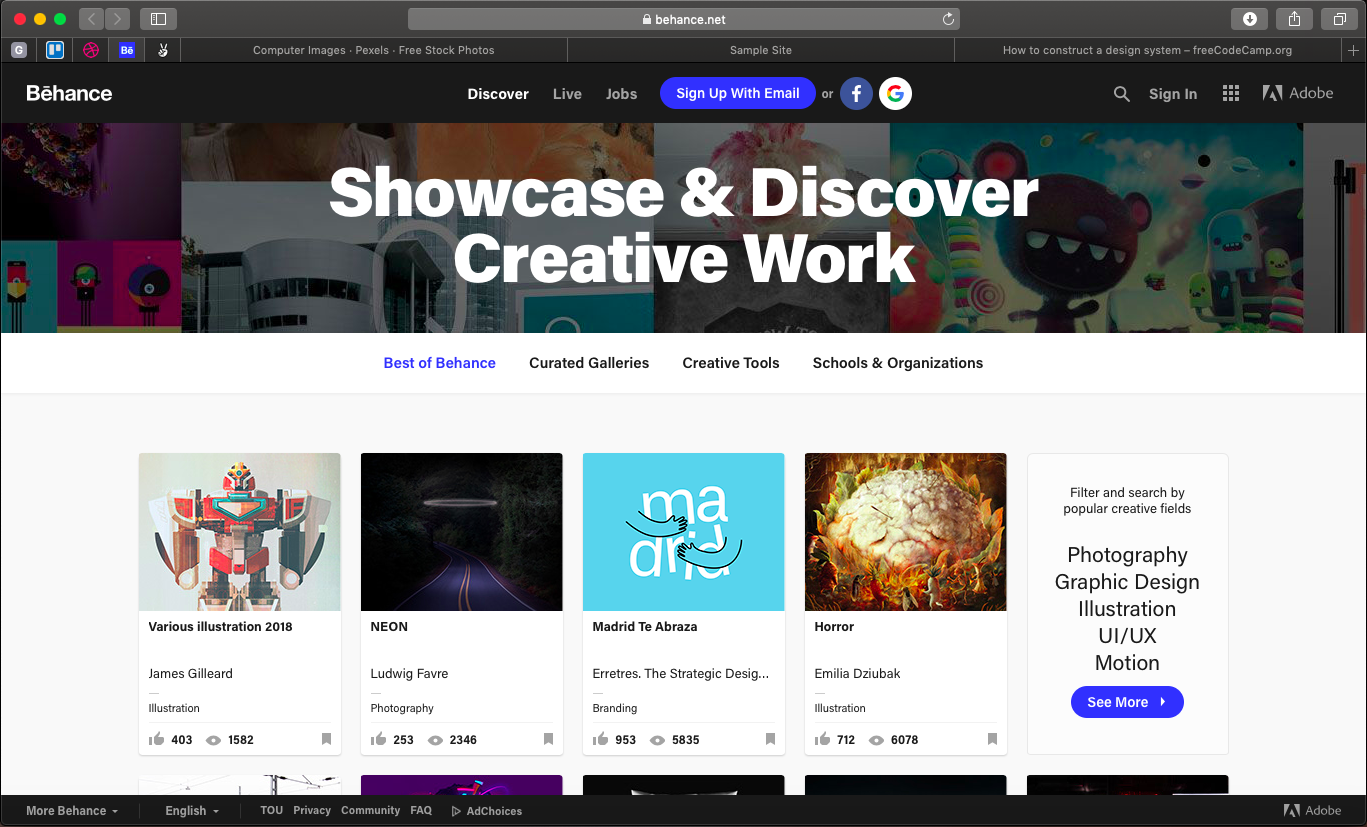 behance.net
G
Bē
Computer Images · Pexels · Free Stock Photos
Sample Site
How to construct a design system – freeCodeCamp.org
Bēhance
Discover
Live
Jobs
Sign Up With Email
or
f
G
Sign In
Adobe
Showcase & Discover
Creative Work
Best of Behance
Curated Galleries
Creative Tools
Schools & Organizations
ma
drid
Various illustration 2018
James Gilleard
—
Illustration
403
1582
NEON
Ludwig Favre
—
Photography
253
2346
Madrid Te Abraza
Erretres. The Strategic Desig...
—
Branding
953
5835
Horror
Emilia Dziubak
—
Illustration
712
6078
Filter and search by
popular creative fields
Photography
Graphic Design
Illustration
UI/UX
Motion
See More
More Behance
English
TOU
Privacy
Community
FAQ
AdChoices
Adobe